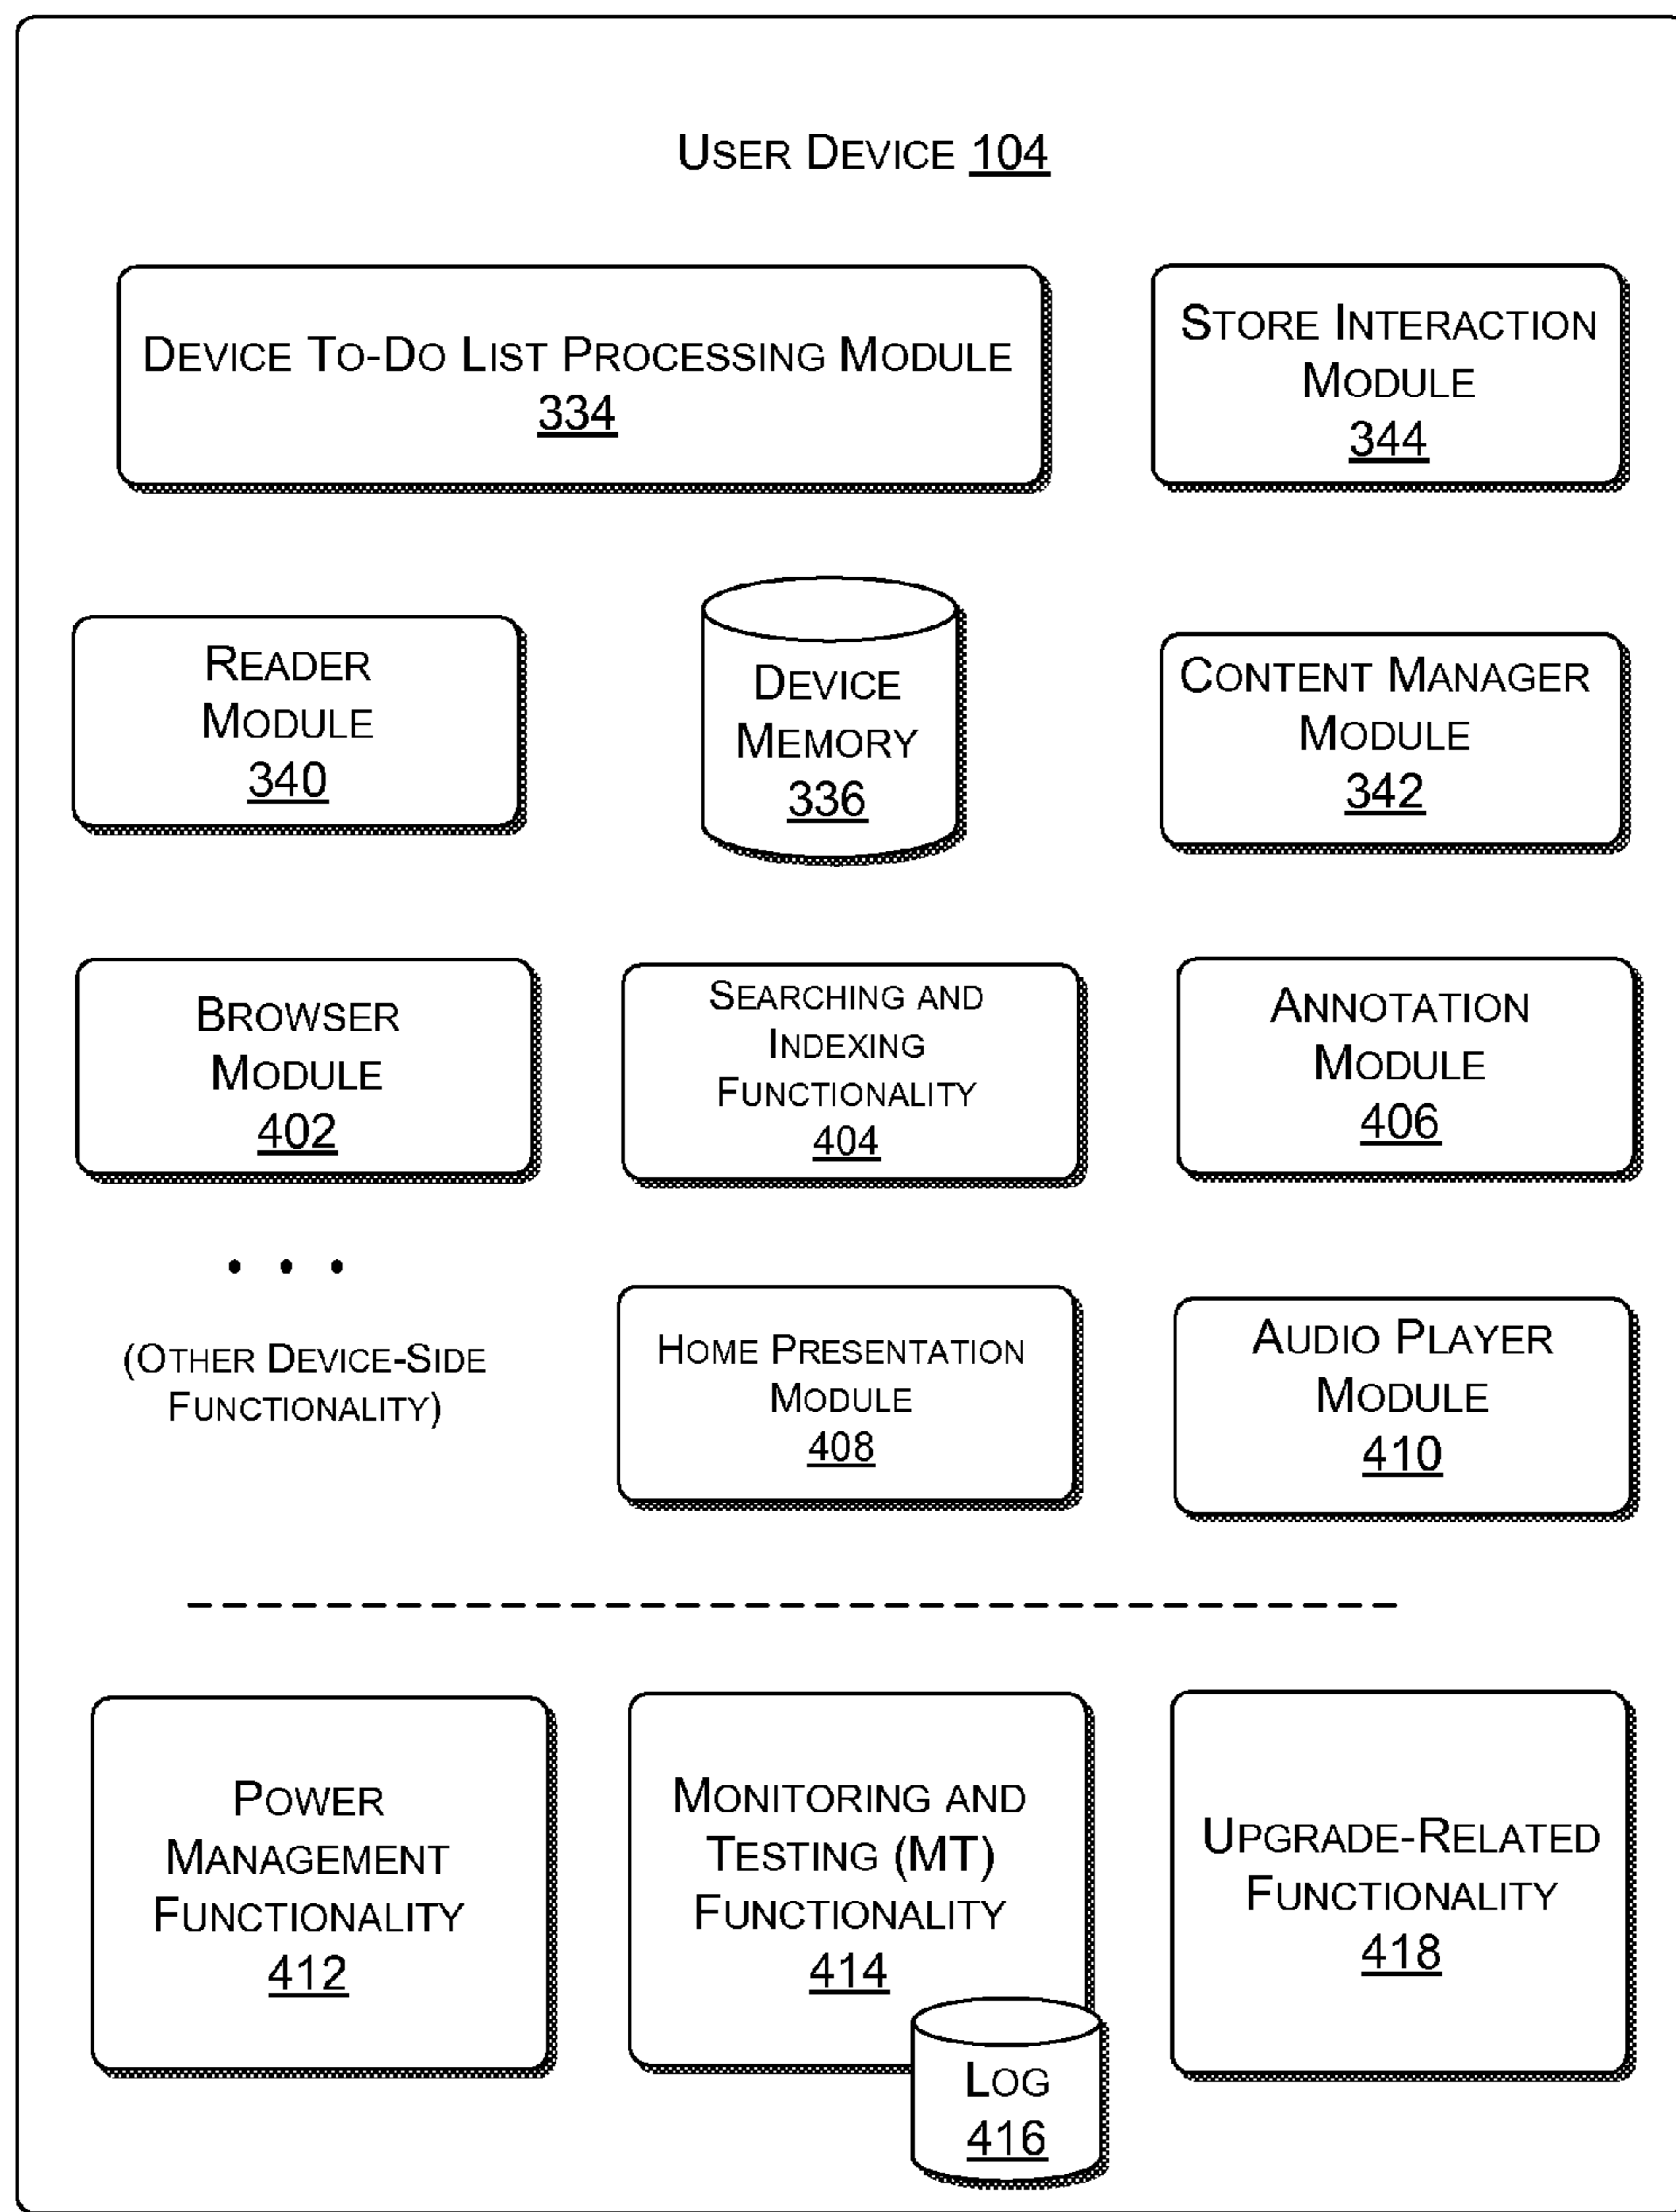 USER DEVICE 104
DEVICE TO-DO LIST PROCESSING MODULE
334
STORE INTERACTION
MODULE
344
READER
MODULE
340
DEVICE
MEMORY
336
CONTENT MANAGER
MODULE
342
BROWSER
MODULE
402
SEARCHING AND
INDEXING
FUNCTIONALITY
404
ANNOTATION
MODULE
406
• • •
(OTHER DEVICE-SIDE
FUNCTIONALITY)
HOME PRESENTATION
MODULE
408
AUDIO PLAYER
MODULE
410
POWER
MANAGEMENT
FUNCTIONALITY
412
MONITORING AND
TESTING (MT)
FUNCTIONALITY
414
LOG
416
UPGRADE-RELATED
FUNCTIONALITY
418